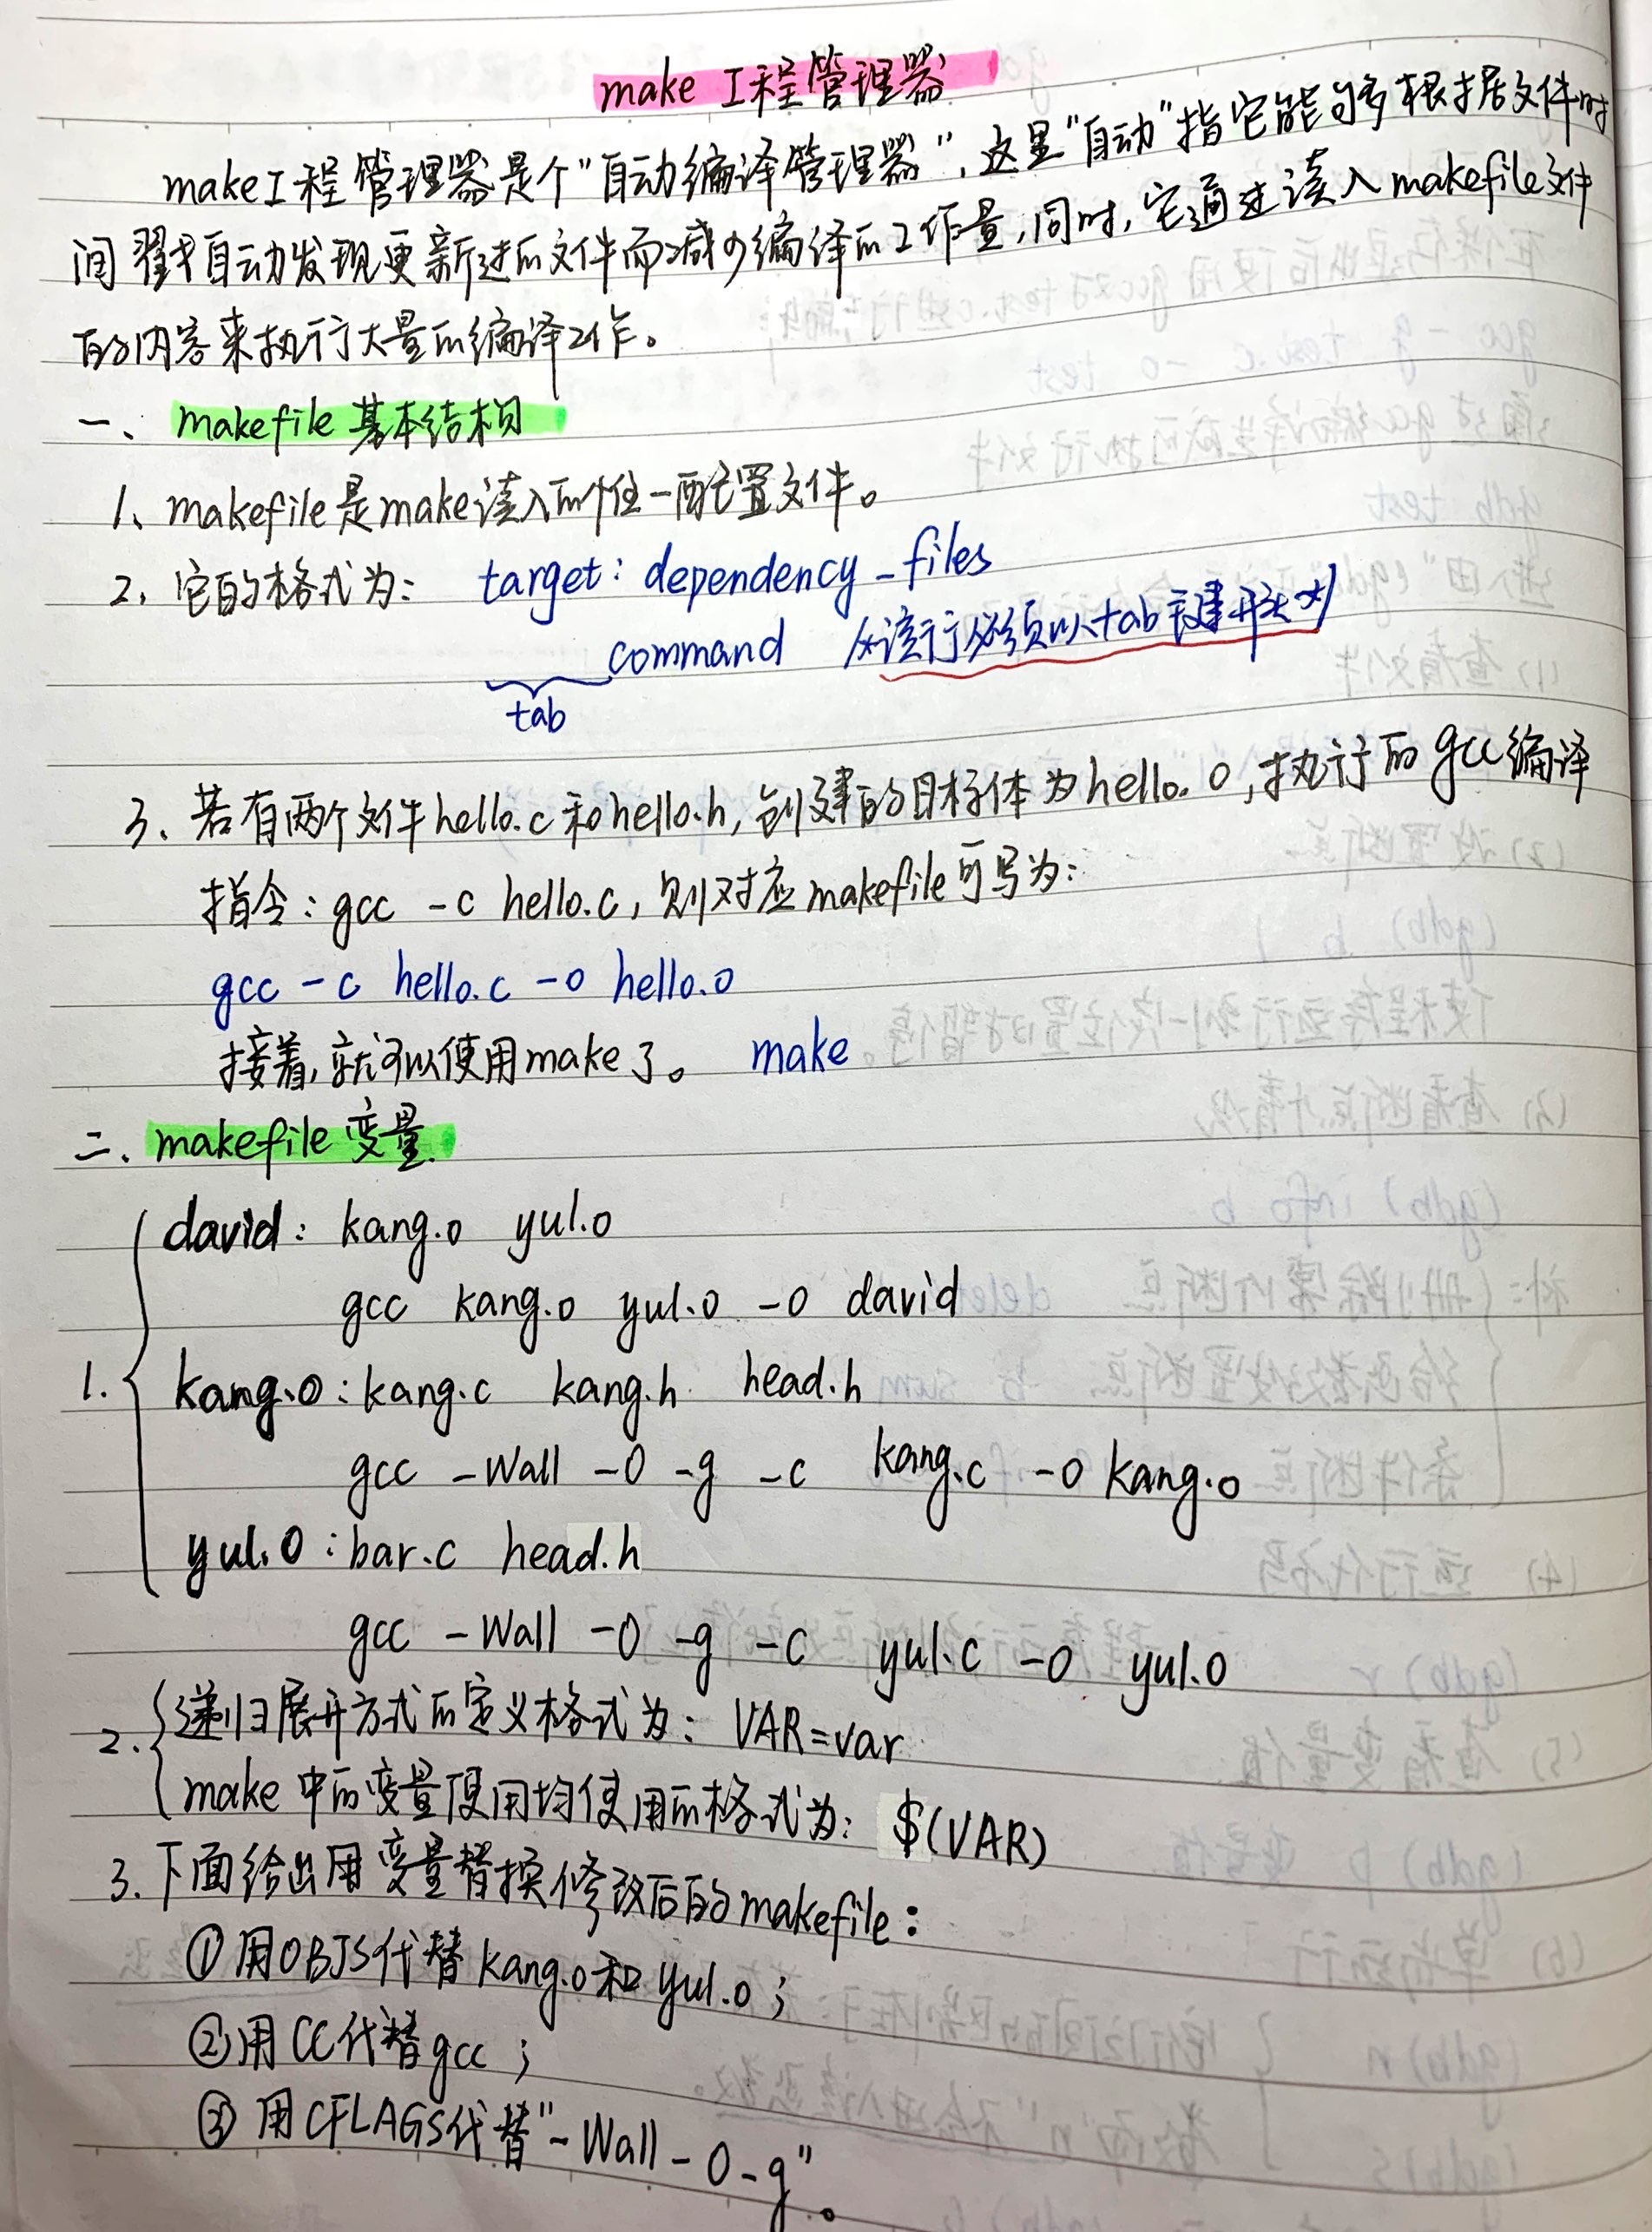 make 工程管理器
make工程管理器是个"自动编译管理器",这里"自动"指它能够根据文件时
间戳自动发现更新过的文件而减少编译的工作量,同时,它通过读入makefile文件
的内容来执行大量的编译工作。
一、makefile 基本结构
1、makefile是make读入的唯一配置文件。
2、它的格式为: target: dependency_files
command /*该行必须以tab键开头*/
tab
3、若有两个文件hello.c和hello.h,创建的目标体为hello.o,执行的gcc编译
指令:gcc -c hello.c,则对应makefile可写为:
gcc -c hello.c -o hello.o
接着,就可以使用make了。 make
二、makefile 变量.
david: kang.o yul.o
gcc kang.o yul.o -o david
1. kang.o: kang.c kang.h head.h
gcc -Wall -O -g -c kang.c -o kang.o
yul.o: bar.c head.h
gcc -Wall -O -g -c yul.c -o yul.o
2. 递归展开方式的定义格式为: VAR=var
make 中的变量使用均使用的格式为: $(VAR)
3. 下面给出用变量替换修改后的makefile:
①用OBJS代替kang.o和yul.o;
②用CC代替gcc;
③用CFLAGS代替"-Wall -O -g"。